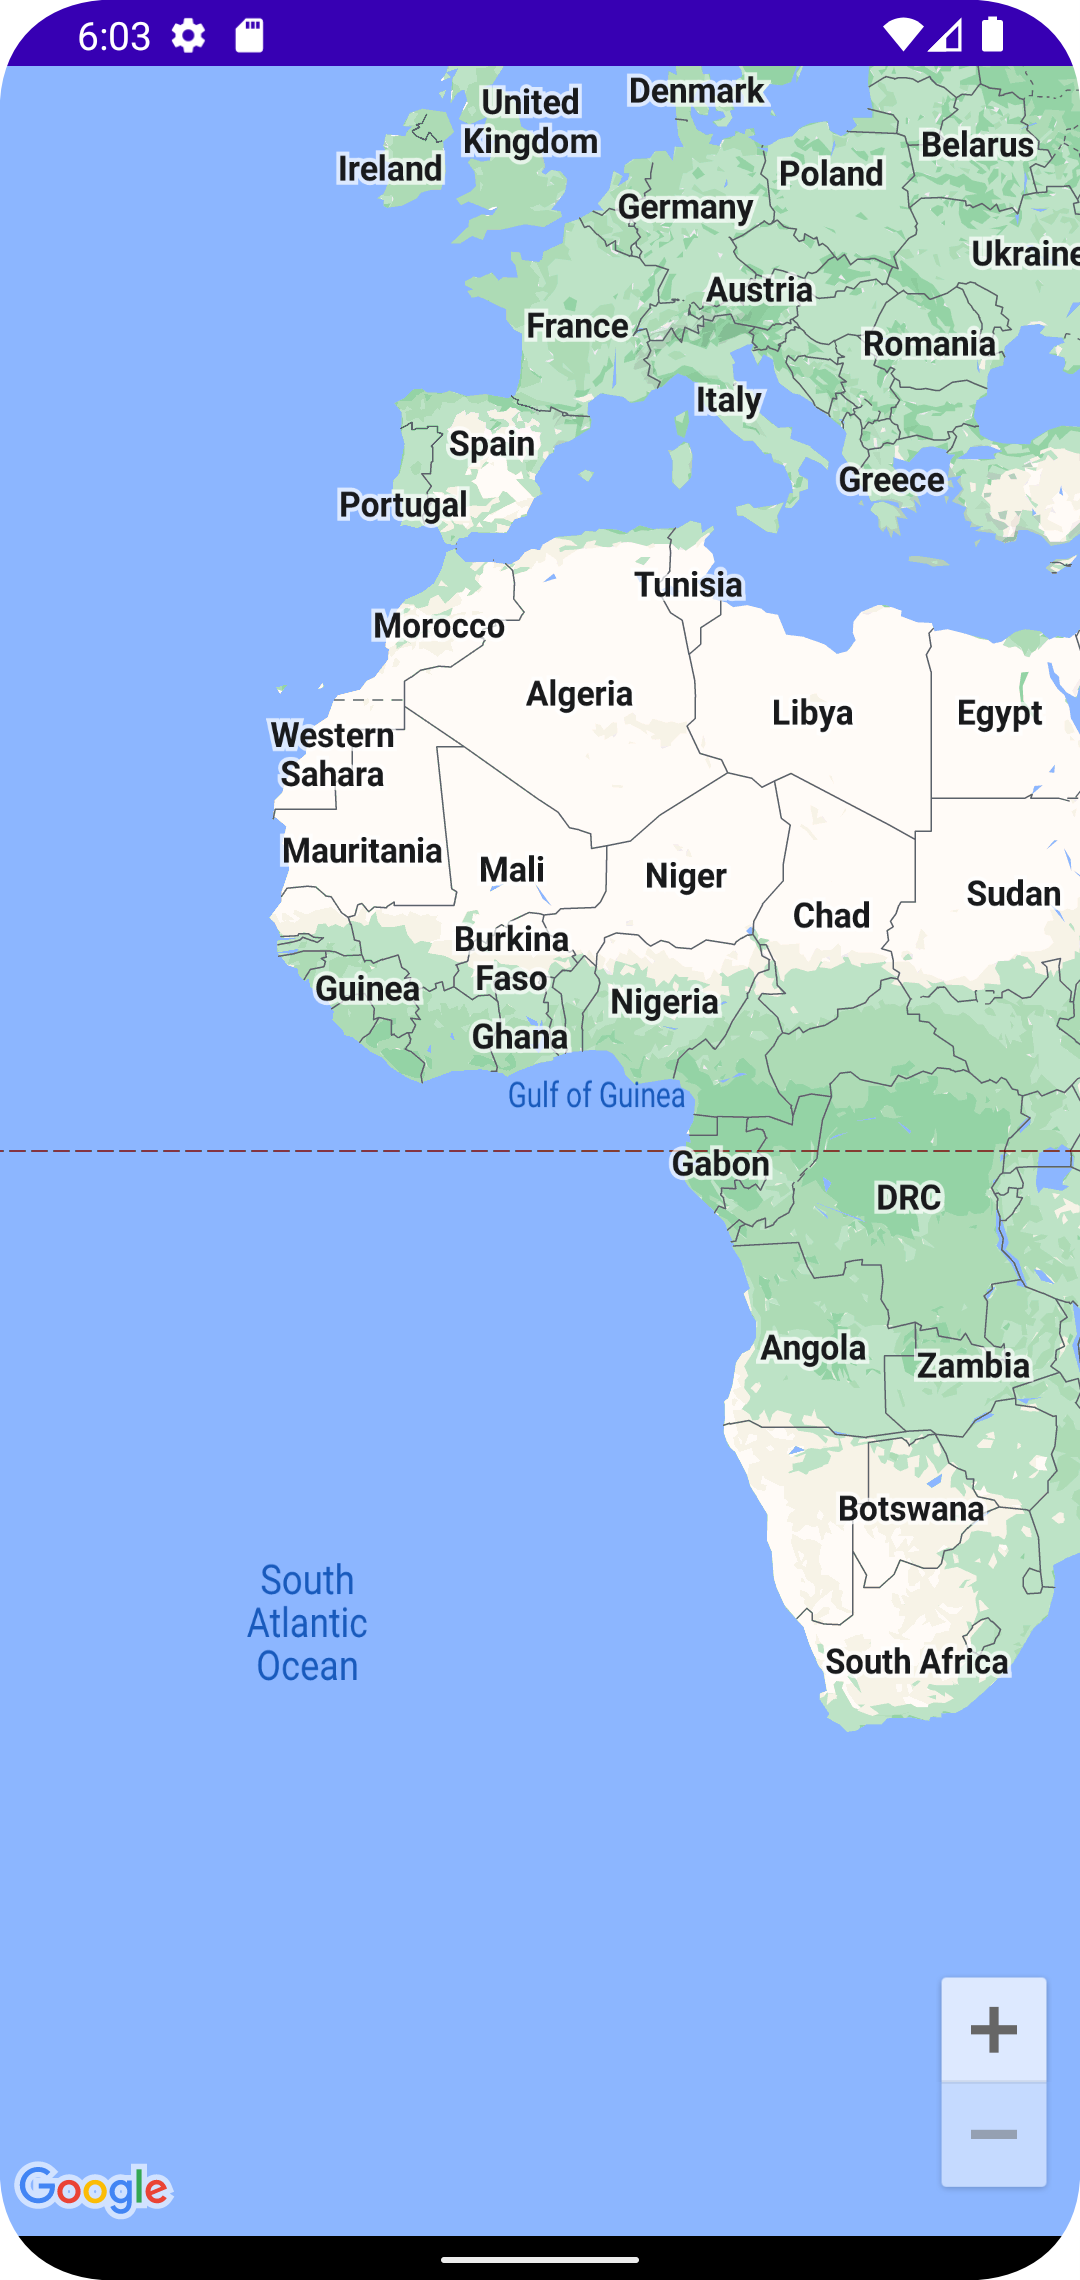 6:03
United
Kingdom
Denmark
Ireland
Belarus
Poland
Germany
Ukraine
Austria
France
Romania
Italy
Spain
Greece
Portugal
Tunisia
Morocco
Algeria
Libya
Egypt
Western
Sahara
Mauritania
Mali
Niger
Sudan
Chad
Burkina
Faso
Guinea
Nigeria
Ghana
Gulf of Guinea
Gabon
DRC
Angola
Zambia
Botswana
South
Atlantic
Ocean
South Africa
+
−
Google